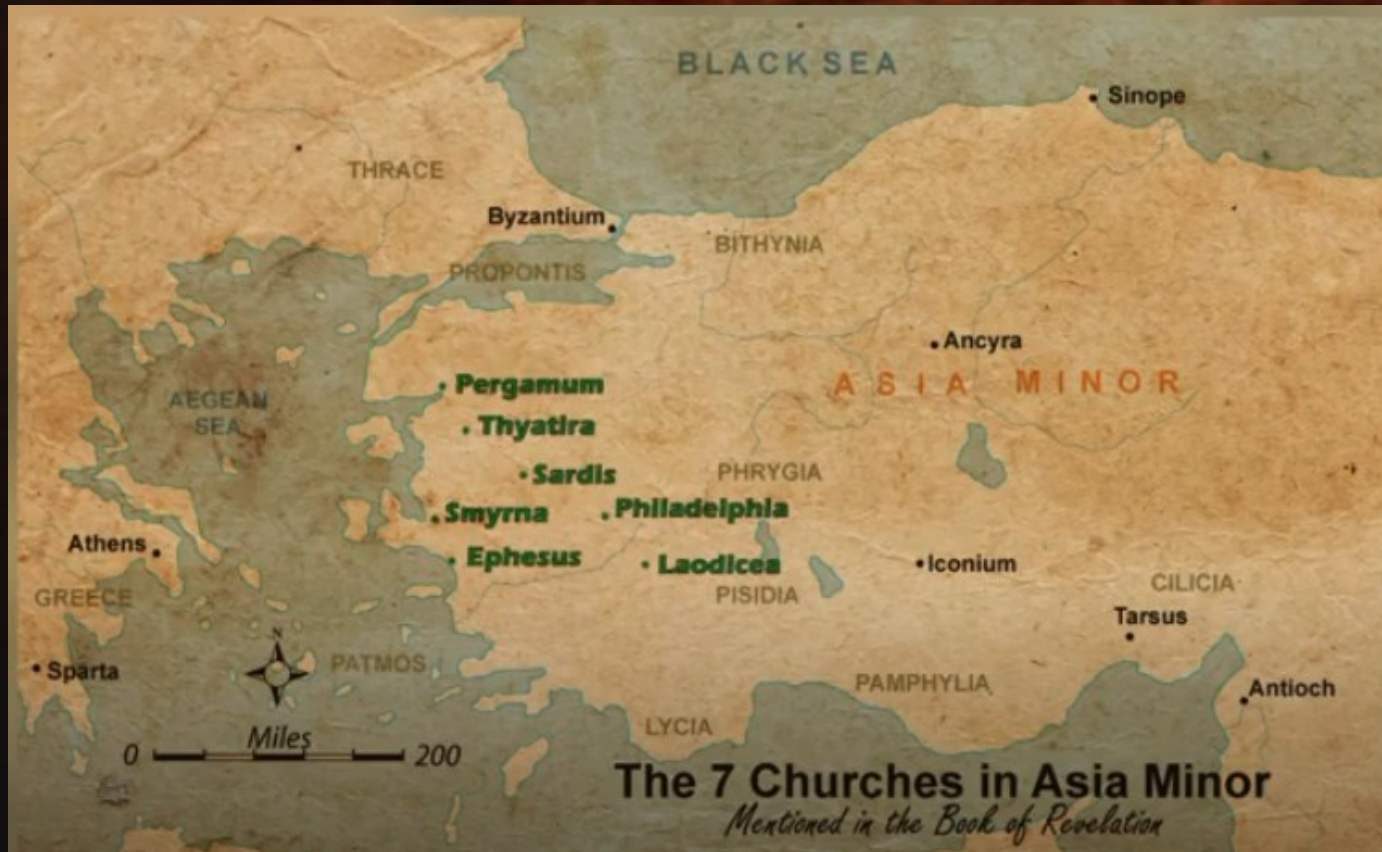 BLACK SEA
Sinope
THRACE
Byzantium
BITHYNIA
PROPONTIS
Ancyra
ASIA MINOR
Pergamum
AEGEAN
SEA
Thyatira
Sardis
PHRYGIA
Smyrna
Philadelphia
Athens
Ephesus
Laodicea
Iconium
PISIDIA
CILICIA
GREECE
Tarsus
N
PATMOS
Sparta
PAMPHYLIA
Antioch
LYCIA
Miles
0 200
The 7 Churches in Asia Minor
Mentioned in the Book of Revelation